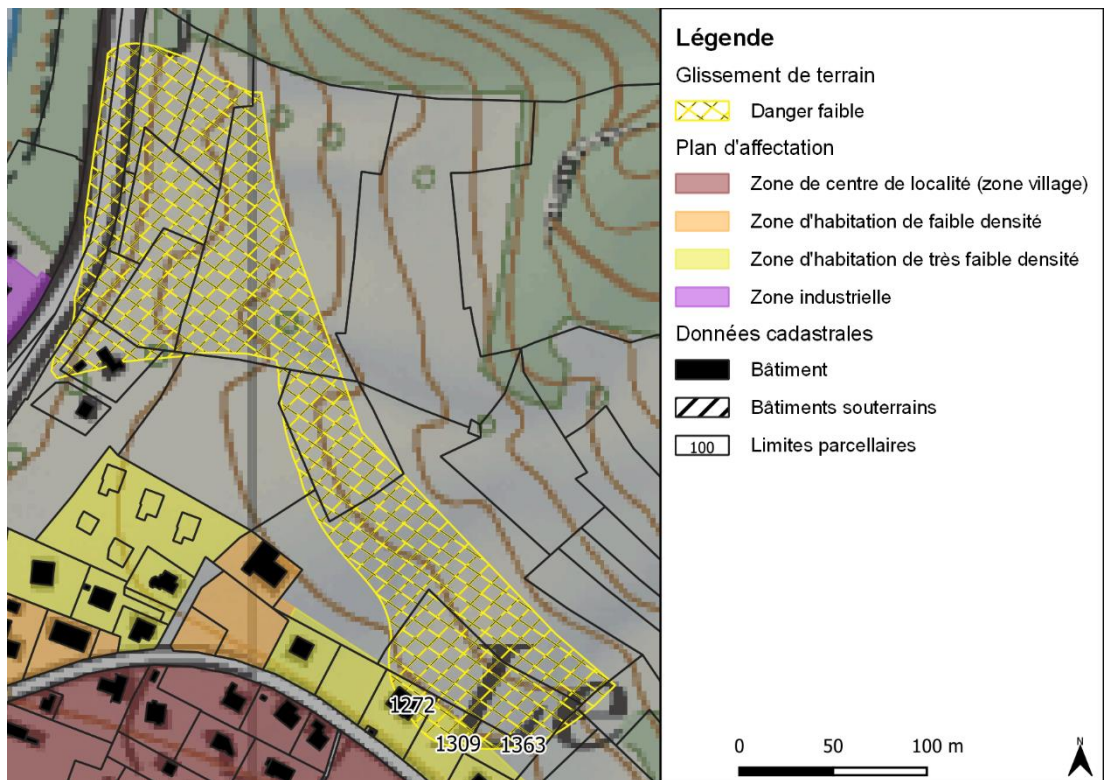 1272
1309
1363
Légende
Glissement de terrain
Danger faible
Plan d'affectation
Zone de centre de localité (zone village)
Zone d'habitation de faible densité
Zone d'habitation de très faible densité
Zone industrielle
Données cadastrales
Bâtiment
Bâtiments souterrains
100
Limites parcellaires
0
50
100 m
N